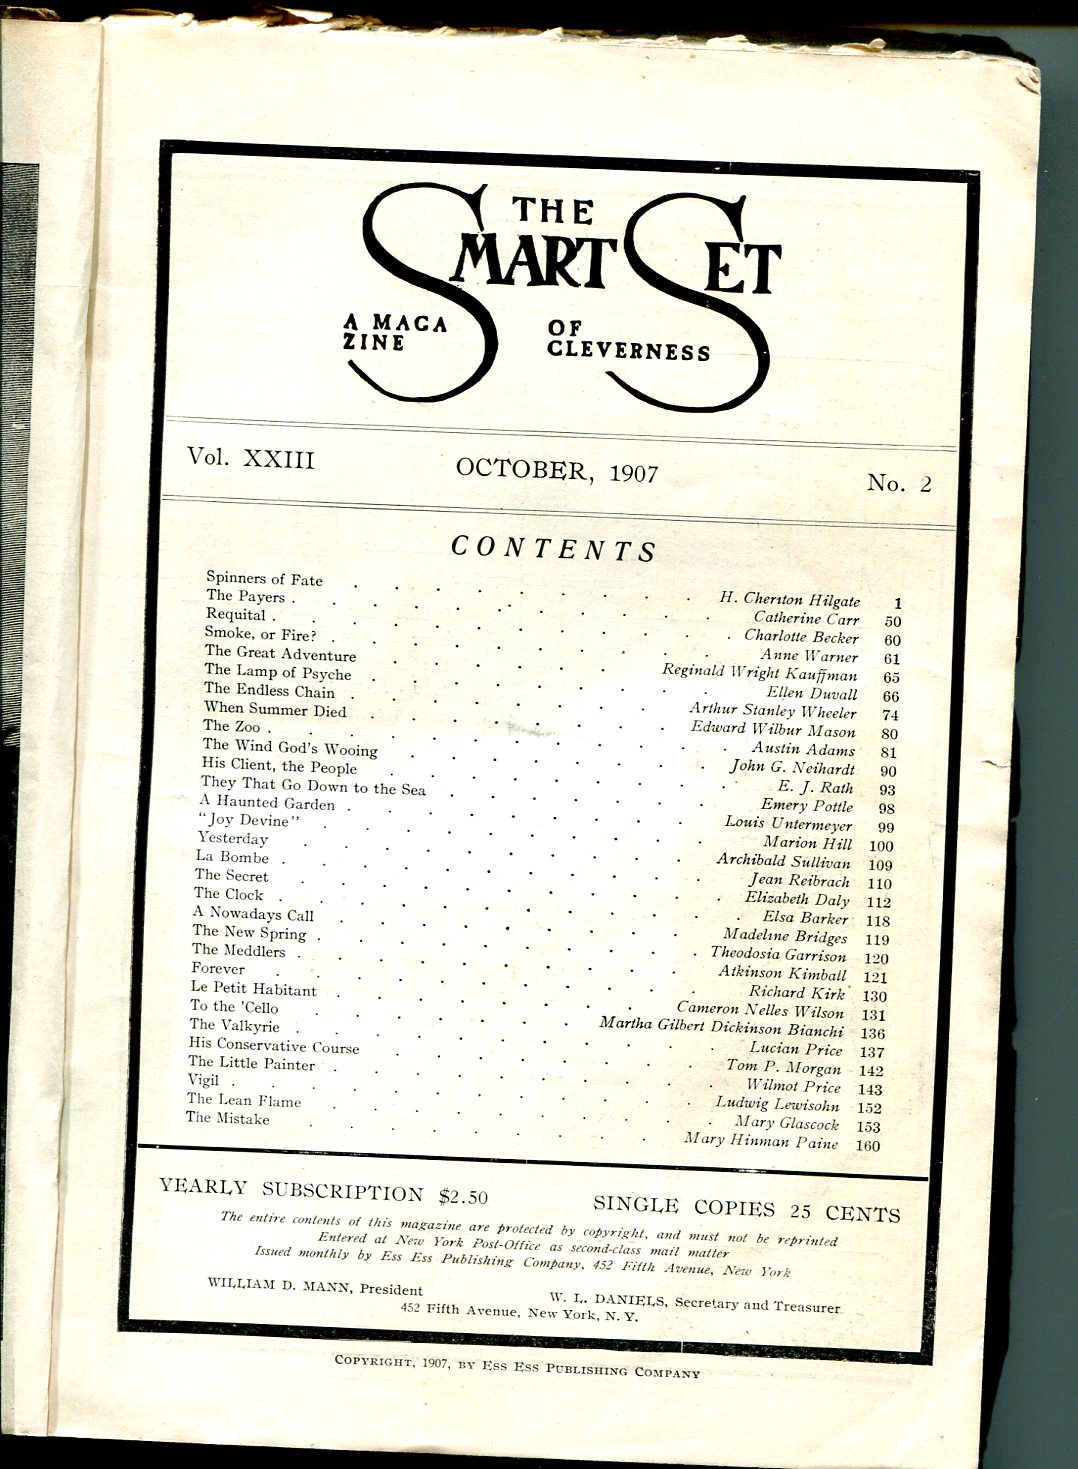 THE
SMART SET
A MAGA
ZINE
OF
CLEVERNESS
Vol. XXIII OCTOBER, 1907 No. 2
CONTENTS
Spinners of Fate . . . . . . . . . H. Cheriton Hilgate 1
The Payers . . . . . . . . . . . Catherine Carr 50
Requital . . . . . . . . . . . . Charlotte Becker 60
Smoke, or Fire? . . . . . . . . . . Anne Warner 61
The Great Adventure . . . . . . Reginald Wright Kauffman 65
The Lamp of Psyche . . . . . . . . . Ellen Duvall 66
The Endless Chain . . . . . . . . Arthur Stanley Wheeler 74
When Summer Died . . . . . . . . Edward Wilbur Mason 80
The Zoo . . . . . . . . . . . . Austin Adams 81
The Wind God's Wooing . . . . . . . . John G. Neihardt 90
His Client, the People . . . . . . . . . E. J. Rath 93
They That Go Down to the Sea . . . . . . . Emery Pottle 98
A Haunted Garden . . . . . . . . . Louis Untermeyer 99
"Joy Devine" . . . . . . . . . . Marion Hill 100
Yesterday . . . . . . . . . . Archibald Sullivan 109
La Bombe . . . . . . . . . . . Jean Reibrach 110
The Secret . . . . . . . . . . . Elizabeth Daly 112
The Clock . . . . . . . . . . . . Elsa Barker 118
A Nowadays Call . . . . . . . . . Madeline Bridges 119
The New Spring . . . . . . . . . . Theodosia Garrison 120
The Meddlers . . . . . . . . . . Atkinson Kimball 121
Forever . . . . . . . . . . . Richard Kirk 130
Le Petit Habitant . . . . . . . . Cameron Nelles Wilson 131
To the 'Cello . . . . . . . Martha Gilbert Dickinson Bianchi 136
The Valkyrie . . . . . . . . . . . Lucian Price 137
His Conservative Course . . . . . . . . Tom P. Morgan 142
The Little Painter . . . . . . . . . . Wilmot Price 143
Vigil . . . . . . . . . . . . Ludwig Lewisohn 152
The Lean Flame . . . . . . . . . . Mary Glascock 153
The Mistake . . . . . . . . . Mary Hinman Paine 160
YEARLY SUBSCRIPTION $2.50 SINGLE COPIES 25 CENTS
The entire contents of this magazine are protected by copyright, and must not be reprinted
Entered at New York Post-Office as second-class mail matter
Issued monthly by Ess Ess Publishing Company, 452 Fifth Avenue, New York
WILLIAM D. MANN, President W. L. DANIELS, Secretary and Treasurer
452 Fifth Avenue, New York, N. Y.
COPYRIGHT, 1907, BY ESS ESS PUBLISHING COMPANY